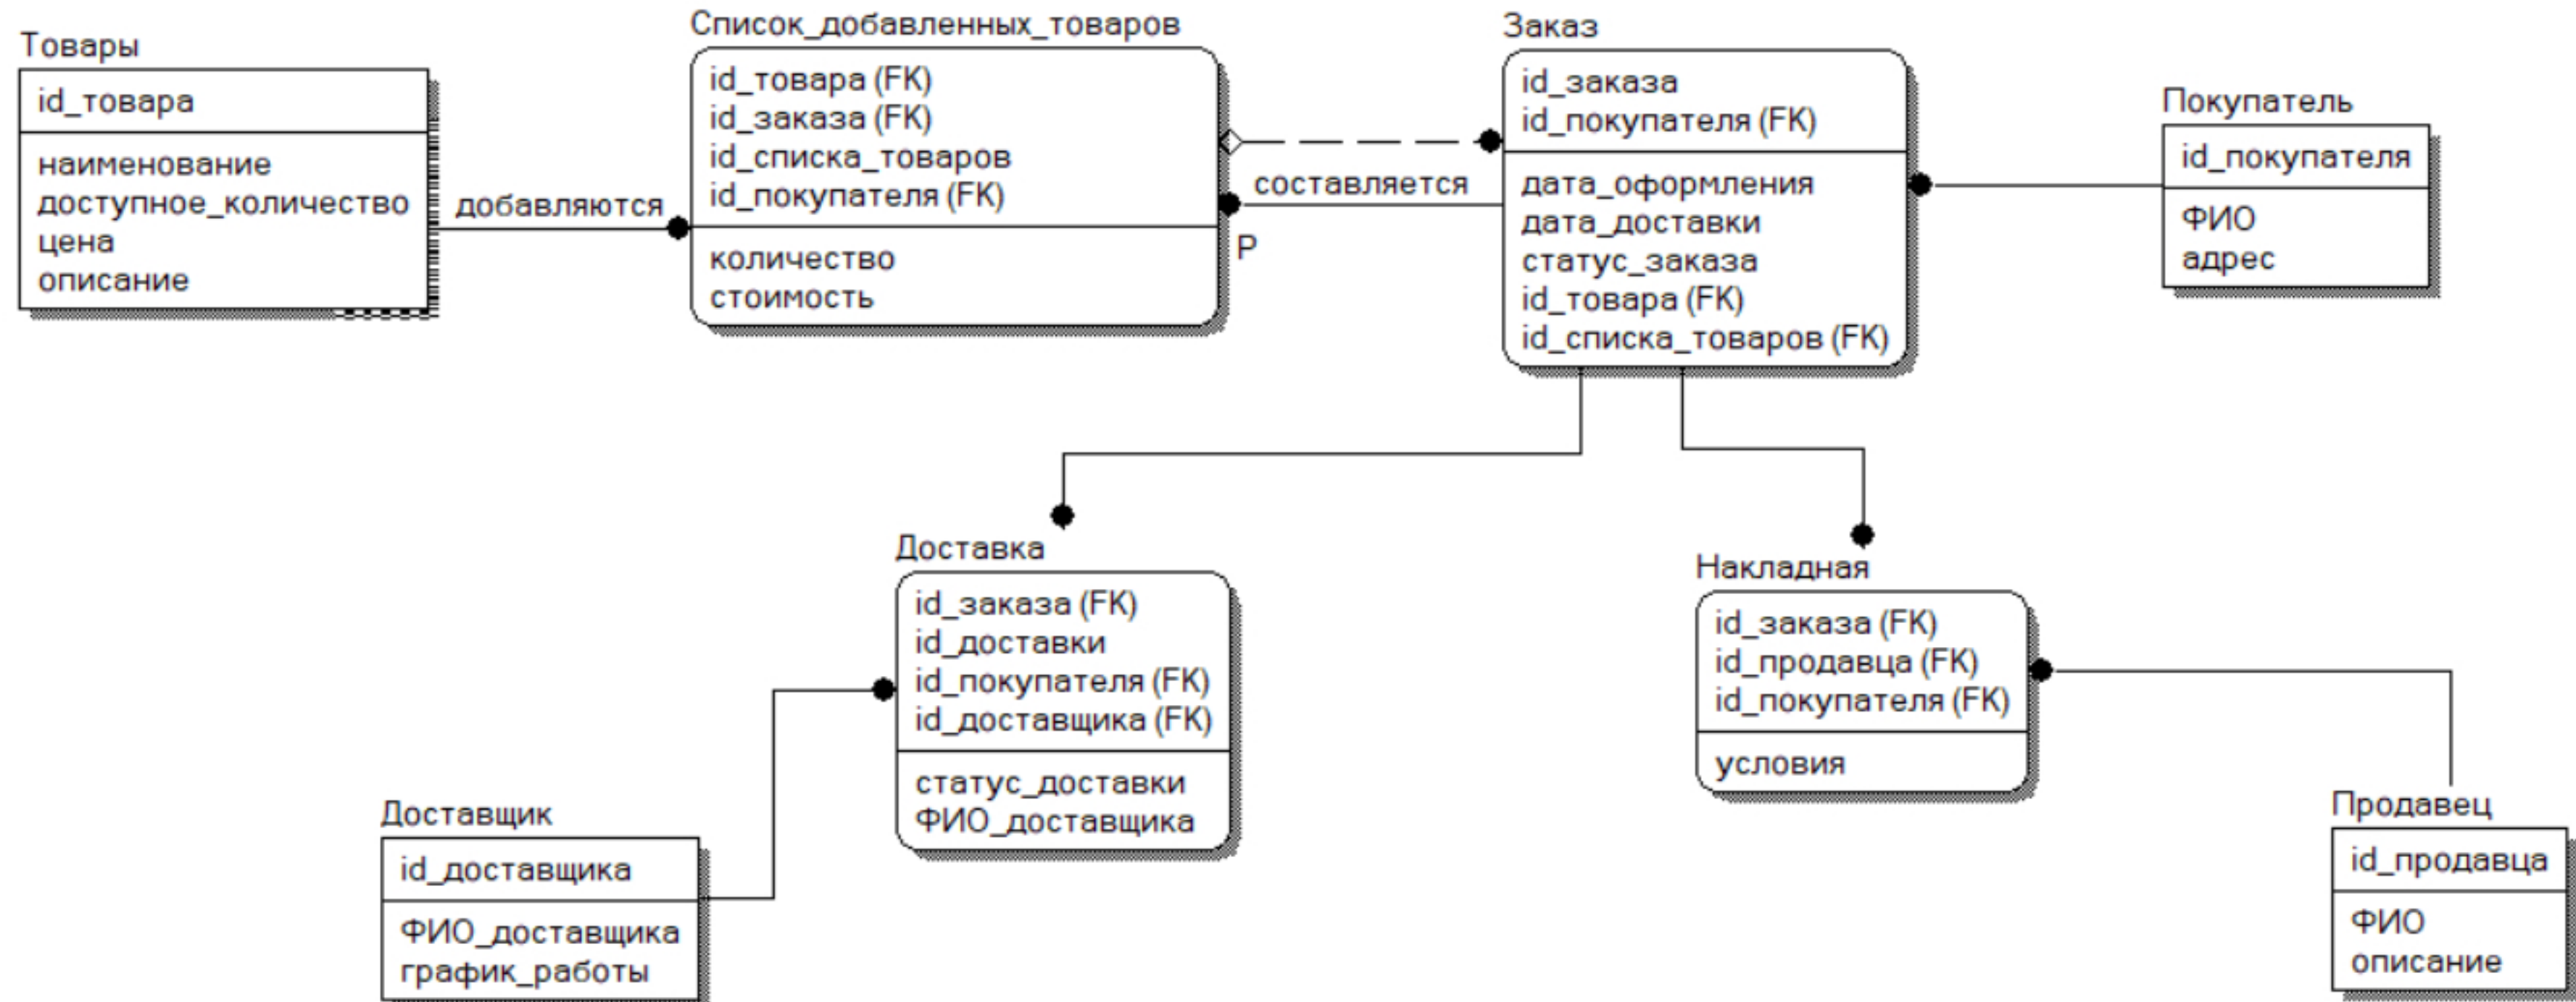 Товары
id_товара
наименование
доступное_количество
цена
описание
добавляются
Список_добавленных_товаров
id_товара (FK)
id_заказа (FK)
id_списка_товаров
id_покупателя (FK)
количество
стоимость
составляется
P
Заказ
id_заказа
id_покупателя (FK)
дата_оформления
дата_доставки
статус_заказа
id_товара (FK)
id_списка_товаров (FK)
Покупатель
id_покупателя
ФИО
адрес
Доставка
id_заказа (FK)
id_доставки
id_покупателя (FK)
id_доставщика (FK)
статус_доставки
ФИО_доставщика
Накладная
id_заказа (FK)
id_продавца (FK)
id_покупателя (FK)
условия
Доставщик
id_доставщика
ФИО_доставщика
график_работы
Продавец
id_продавца
ФИО
описание